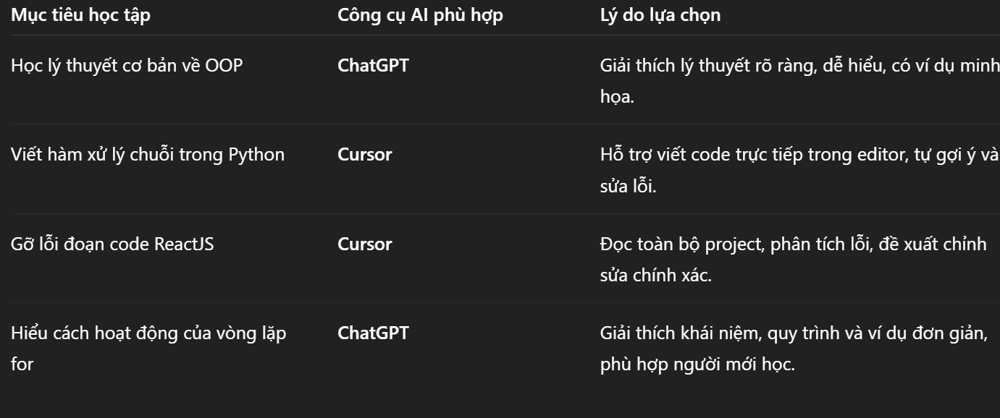 Mục tiêu học tập Công cụ AI phù hợp Lý do lựa chọn
Học lý thuyết cơ bản về OOP ChatGPT Giải thích lý thuyết rõ ràng, dễ hiểu, có ví dụ minh
họa.
Viết hàm xử lý chuỗi trong Python Cursor Hỗ trợ viết code trực tiếp trong editor, tự gợi ý và
sửa lỗi.
Gỡ lỗi đoạn code ReactJS Cursor Đọc toàn bộ project, phân tích lỗi, đề xuất chỉnh
sửa chính xác.
Hiểu cách hoạt động của vòng lặp ChatGPT Giải thích khái niệm, quy trình và ví dụ đơn giản,
for phù hợp người mới học.